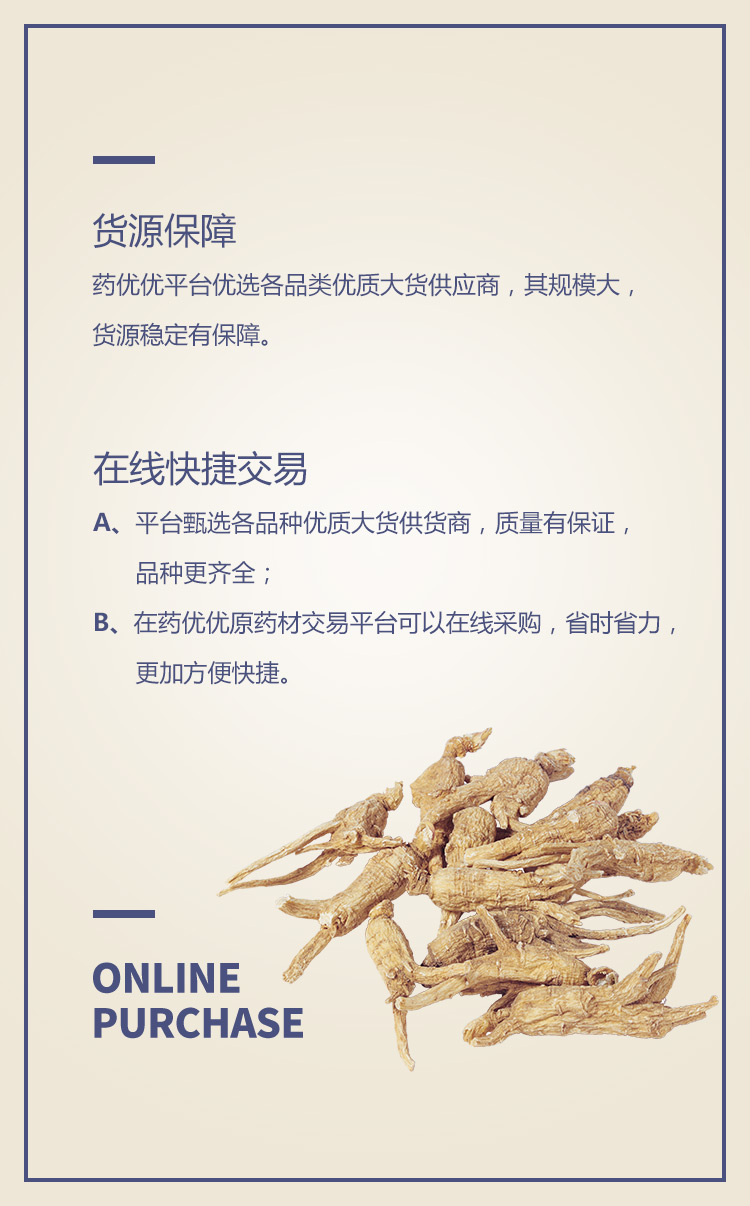 货源保障
药优优平台优选各品类优质大货供应商，其规模大，
货源稳定有保障。
在线快捷交易
A、平台甄选各品种优质大货供货商，质量有保证，
品种更齐全；
B、在药优优原药材交易平台可以在线采购，省时省力，
更加方便快捷。
ONLINE
PURCHASE